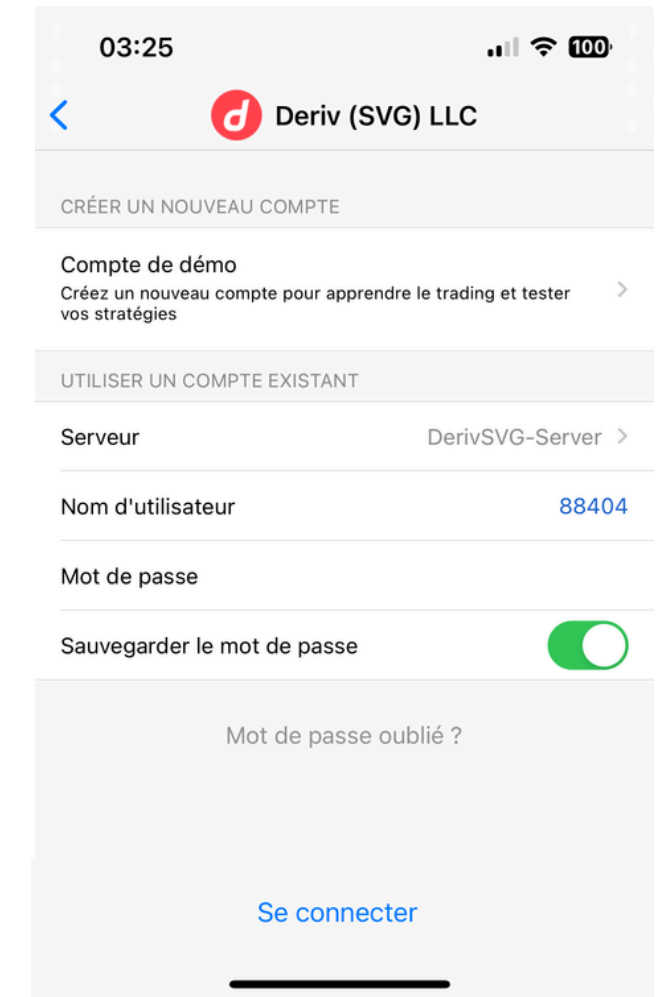 03:25
100
Deriv (SVG) LLC
CRÉER UN NOUVEAU COMPTE
Compte de démo
Créez un nouveau compte pour apprendre le trading et tester
vos stratégies
UTILISER UN COMPTE EXISTANT
Serveur DerivSVG-Server
Nom d'utilisateur 88404
Mot de passe
Sauvegarder le mot de passe
Mot de passe oublié ?
Se connecter